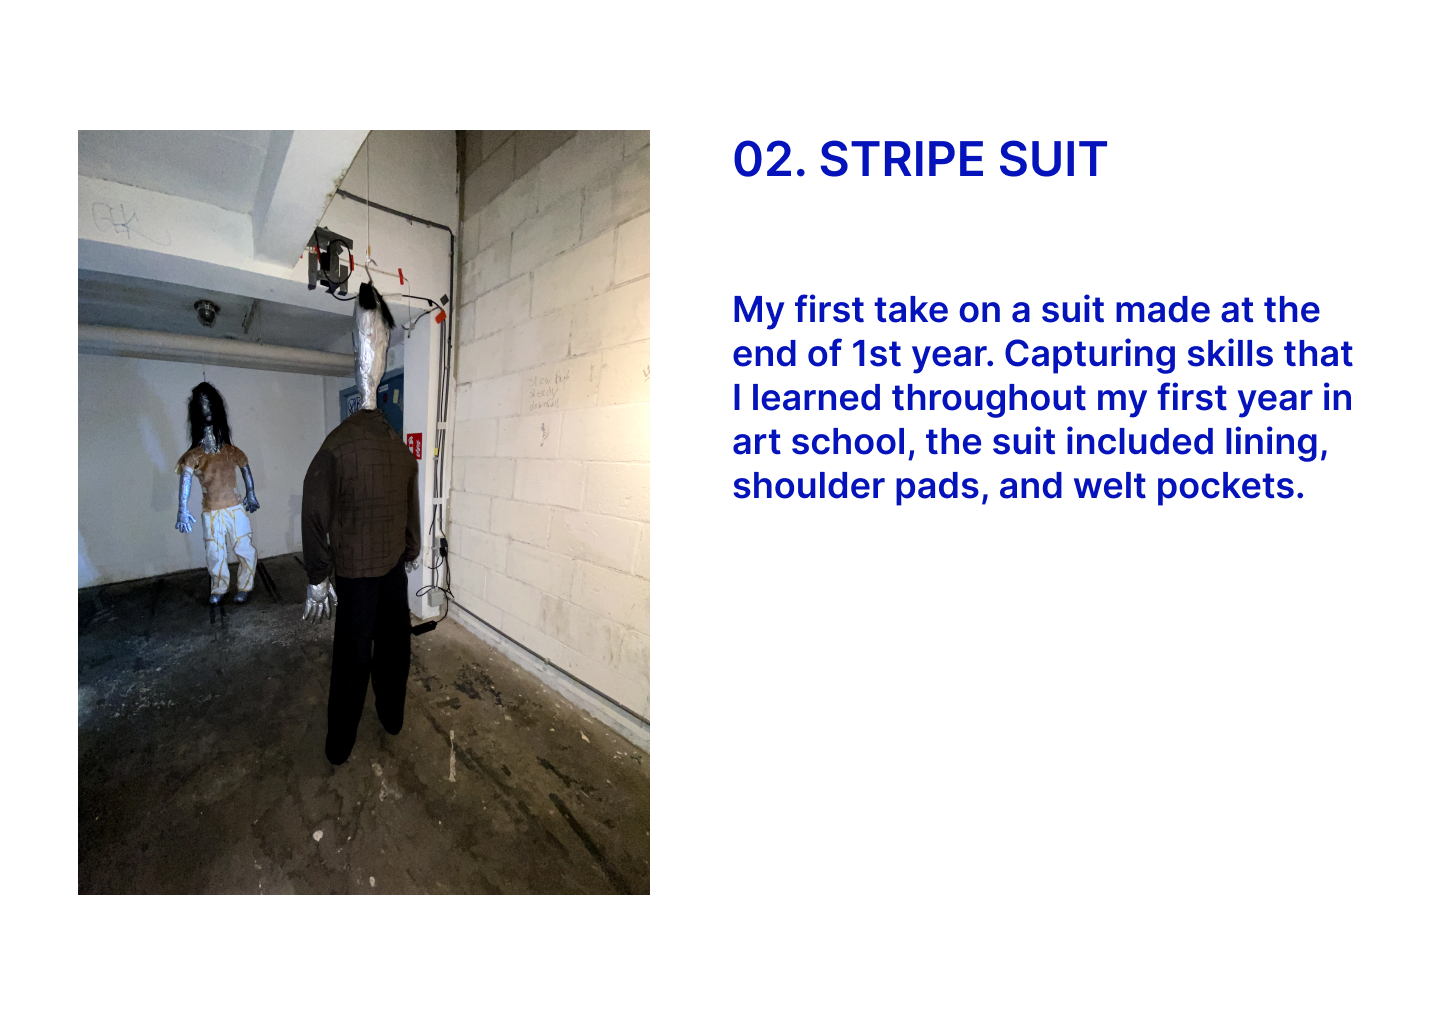 02. STRIPE SUIT
My first take on a suit made at the
end of 1st year. Capturing skills that
I learned throughout my first year in
art school, the suit included lining,
shoulder pads, and welt pockets.